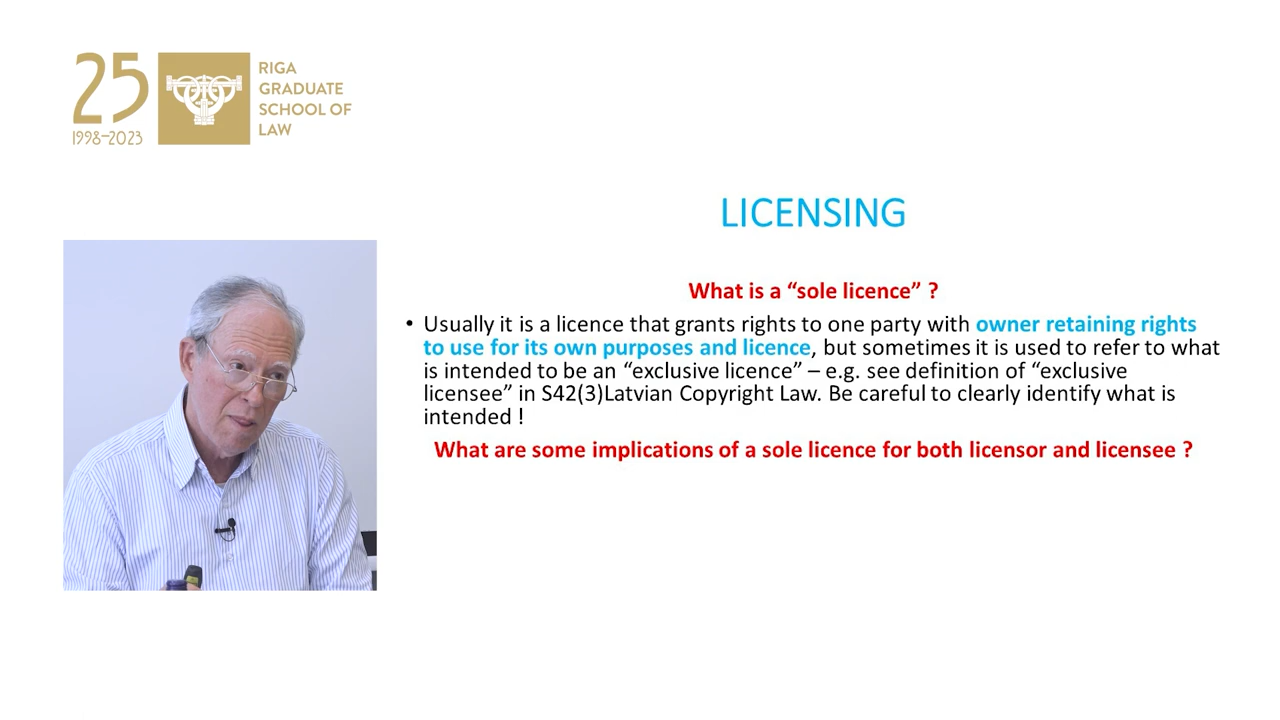 25
1998–2023
RIGA
GRADUATE
SCHOOL OF
LAW
LICENSING
What is a “sole licence” ?
• Usually it is a licence that grants rights to one party with owner retaining rights
to use for its own purposes and licence, but sometimes it is used to refer to what
is intended to be an “exclusive licence” – e.g. see definition of “exclusive
licensee” in S42(3)Latvian Copyright Law. Be careful to clearly identify what is
intended !
What are some implications of a sole licence for both licensor and licensee ?